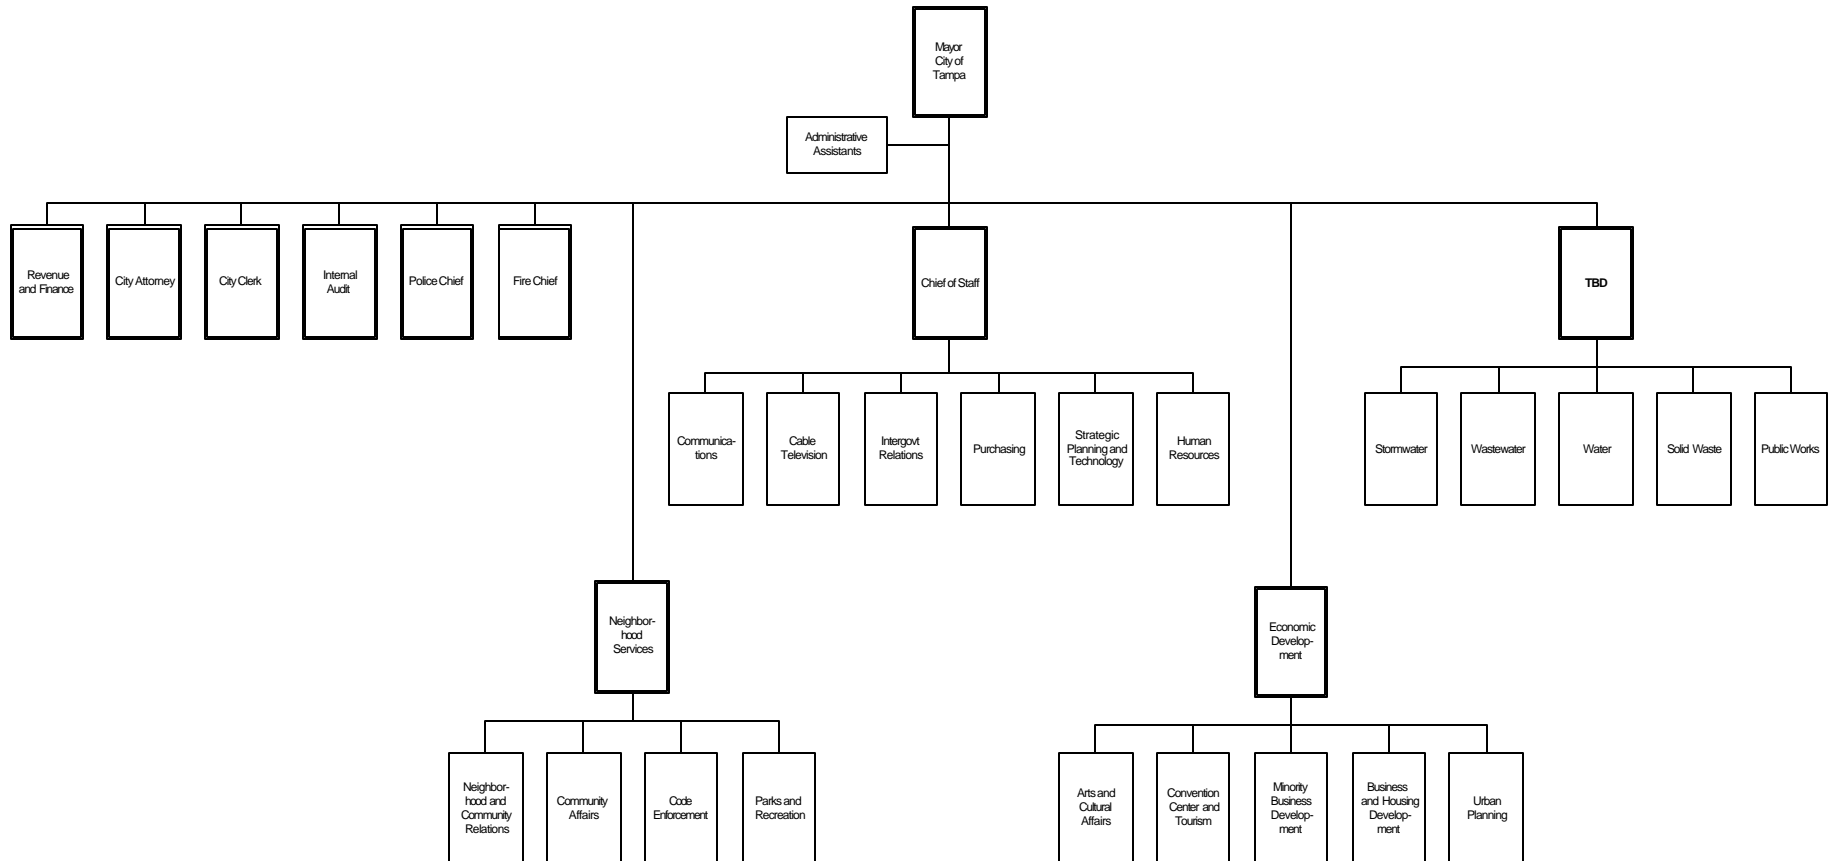 Mayor
City of
Tampa
Administrative
Assistants
Revenue
and Finance
City Attorney
City Clerk
Internal
Audit
Police Chief
Fire Chief
Chief of Staff
TBD
Communica-
tions
Cable
Television
Intergovt
Relations
Purchasing
Strategic
Planning and
Technology
Human
Resources
Stormwater
Wastewater
Water
Solid Waste
Public Works
Neighbor-
hood
Services
Economic
Develop-
ment
Neighbor-
hood and
Community
Relations
Community
Affairs
Code
Enforcement
Parks and
Recreation
Arts and
Cultural
Affairs
Convention
Center and
Tourism
Minority
Business
Develop-
ment
Business
and Housing
Develop-
ment
Urban
Planning